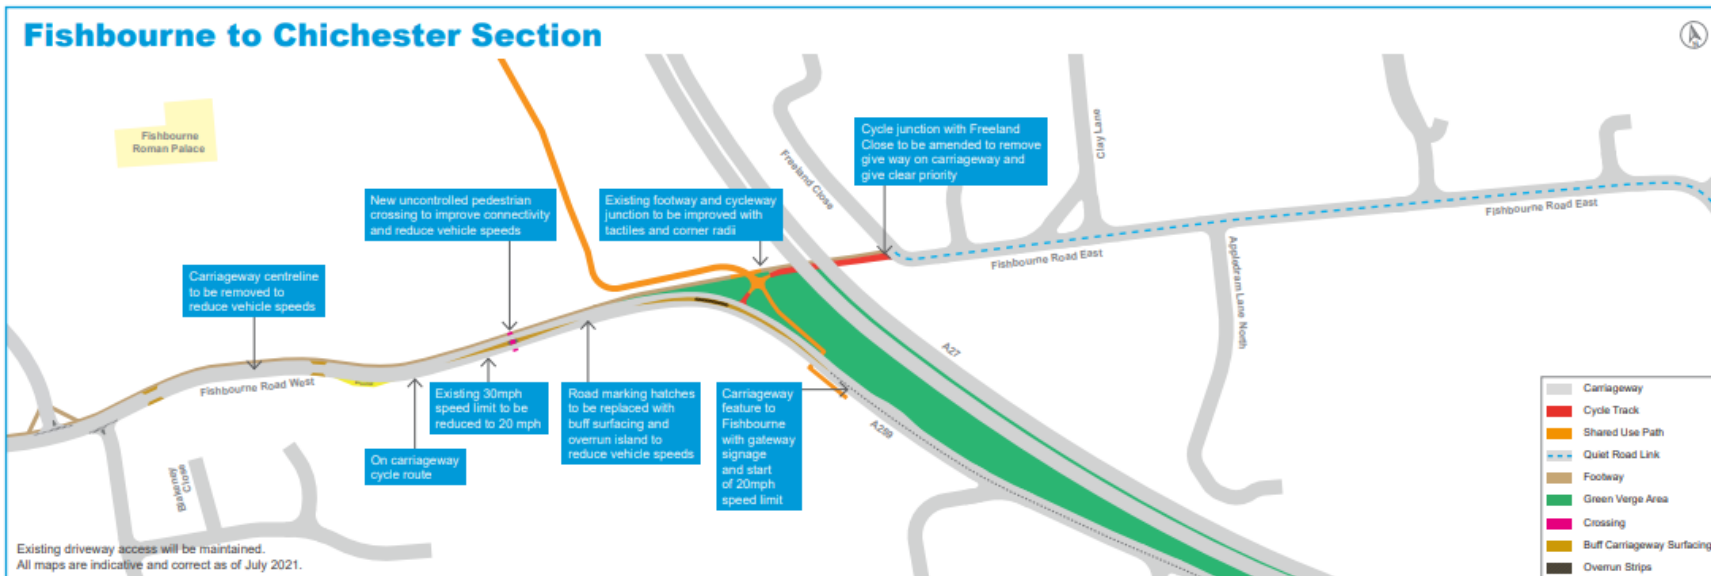 Fishbourne to Chichester Section
Fishbourne
Roman Palace
New uncontrolled pedestrian
crossing to improve connectivity
and reduce vehicle speeds
Existing footway and cycleway
junction to be improved with
tactiles and corner radii
Cycle junction with Freeland
Close to be amended to remove
give way on carriageway and
give clear priority
Freeland Close
Clay Lane
Fishbourne Road East
Fishbourne Road East
Appledram Lane North
Carriageway centreline
to be removed to
reduce vehicle speeds
Fishbourne Road West
On carriageway
cycle route
Existing 30mph
speed limit to be
reduced to 20 mph
Road marking hatches
to be replaced with
buff surfacing and
overrun island to
reduce vehicle speeds
Carriageway
feature to
Fishbourne
with gateway
signage
and start
of 20mph
speed limit
A27
A259
Blakeney
Close
Carriageway
Cycle Track
Shared Use Path
Quiet Road Link
Footway
Green Verge Area
Crossing
Buff Carriageway Surfacing
Overrun Strips
Existing driveway access will be maintained.
All maps are indicative and correct as of July 2021.